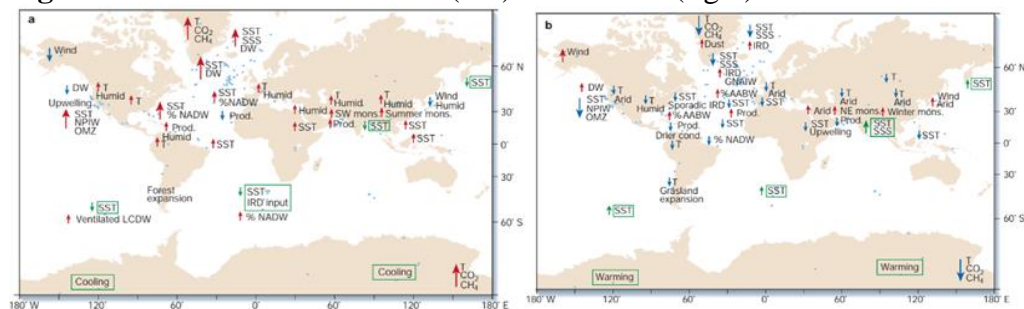 a
T
CO₂
CH₄
SST
SSS
DW
Wind
SST
DW
SST
DW
Upwelling
T
Humid
T
SST
NPIW
OMZ
SST
% NADW
SST
%NADW
T
Humid
Prod.
Prod.
Humid
T
SST
Humid
SST
T
Humid
SW mons.
Prod.
T
Humid
Summer mons.
SST
SST
SST
Wind
Humid
Forest
expansion
SST
IRD input
% NADW
SST
Ventilated LCDW
Cooling
Cooling
T
CO₂
CH₄
60˚ N
30˚
0˚
30˚
60˚ S
180˚ W
120˚
60˚
0˚
60˚
120˚
180˚ E
b
T
CO₂
CH₄
Dust
SST
SSS
IRD
Wind
SST
SSS
IRD
GNAIW
DW
SST
NPIW
OMZ
T
Arid
T
Humid
SST
Sporadic IRD
%AABW
SST
%AABW
SST
T
Arid
SST
Prod.
Prod.
Drier cond.
T
SST
% NADW
Arid
SST
Upwelling
T
Arid
NE mons.
Prod.
T
T
Arid
Winter mons.
SST
SSS
SST
Wind
Arid
SST
T
Grasland
expansion
SST
SST
Warming
Warming
T
CO₂
CH₄
60˚ N
30˚
0˚
30˚
60˚ S
180˚ W
120˚
60˚
0˚
60˚
120˚
180˚ E